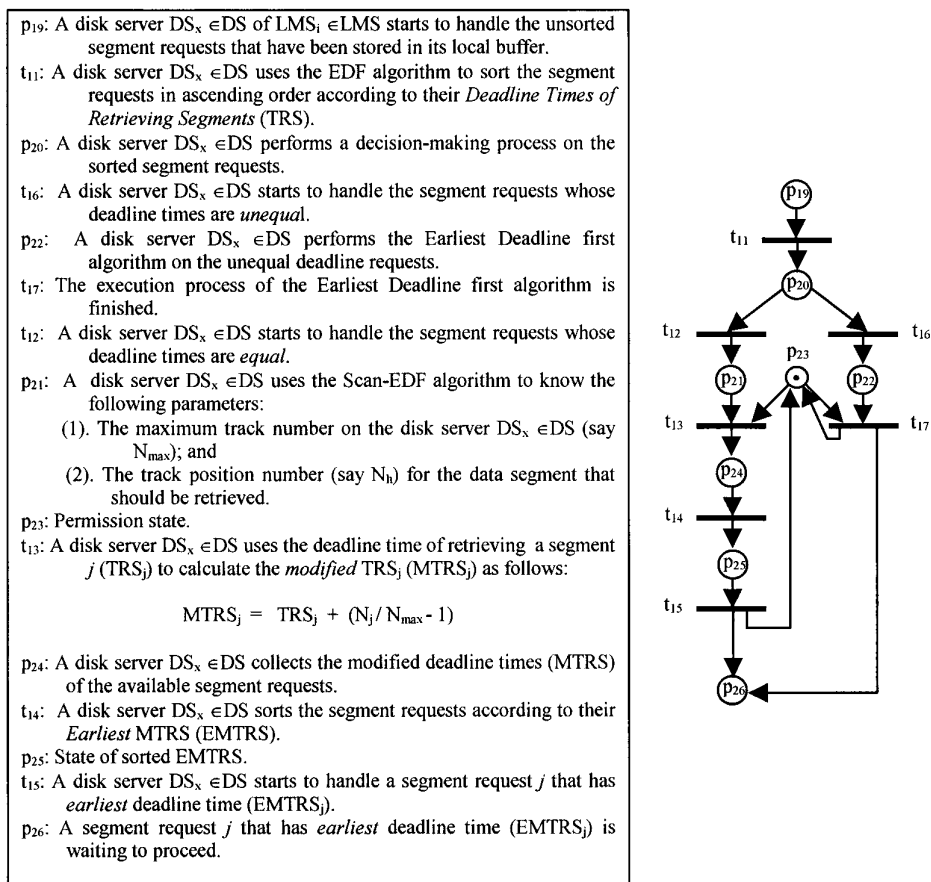 p19: A disk server DSx ∈DS of LMSi ∈LMS starts to handle the unsorted
segment requests that have been stored in its local buffer.
t11: A disk server DSx ∈DS uses the EDF algorithm to sort the segment
requests in ascending order according to their Deadline Times of
Retrieving Segments (TRS).
p20: A disk server DSx ∈DS performs a decision-making process on the
sorted segment requests.
t16: A disk server DSx ∈DS starts to handle the segment requests whose
deadline times are unequal.
p22: A disk server DSx ∈DS performs the Earliest Deadline first
algorithm on the unequal deadline requests.
t17: The execution process of the Earliest Deadline first algorithm is
finished.
t12: A disk server DSx ∈DS starts to handle the segment requests whose
deadline times are equal.
p21: A disk server DSx ∈DS uses the Scan-EDF algorithm to know the
following parameters:
(1). The maximum track number on the disk server DSx ∈DS (say
Nmax); and
(2). The track position number (say Nh) for the data segment that
should be retrieved.
p23: Permission state.
t13: A disk server DSx ∈DS uses the deadline time of retrieving a segment
j (TRSj) to calculate the modified TRSj (MTRSj) as follows:
MTRSj = TRSj + (Nj/ Nmax - 1)
p24: A disk server DSx ∈DS collects the modified deadline times (MTRS)
of the available segment requests.
t14: A disk server DSx ∈DS sorts the segment requests according to their
Earliest MTRS (EMTRS).
p25: State of sorted EMTRS.
t15: A disk server DSx ∈DS starts to handle a segment request j that has
earliest deadline time (EMTRSj).
p26: A segment request j that has earliest deadline time (EMTRSj) is
waiting to proceed.
p19
t11
p20
t12
t16
p23
p21
p22
t13
t17
p24
t14
p25
t15
p26